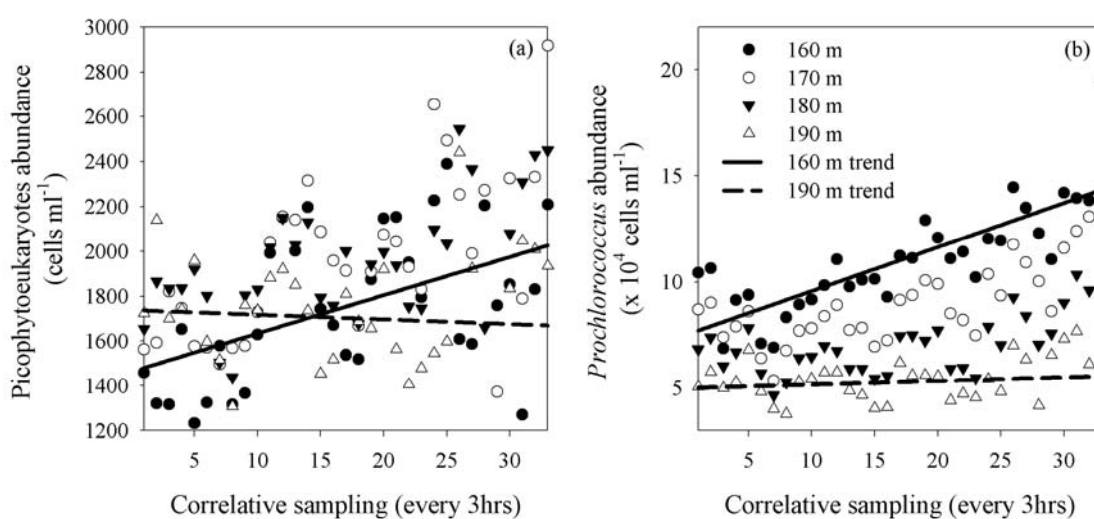 Picophytoeukaryotes abundance
(cells ml⁻¹)
3000
2800
2600
2400
2200
2000
1800
1600
1400
1200
(a)
5
10
15
20
25
30
Correlative sampling (every 3hrs)
Prochlorococcus abundance
(x 10⁴ cells ml⁻¹)
20
15
10
5
(b)
160 m
170 m
180 m
190 m
160 m trend
190 m trend
5
10
15
20
25
30
Correlative sampling (every 3hrs)